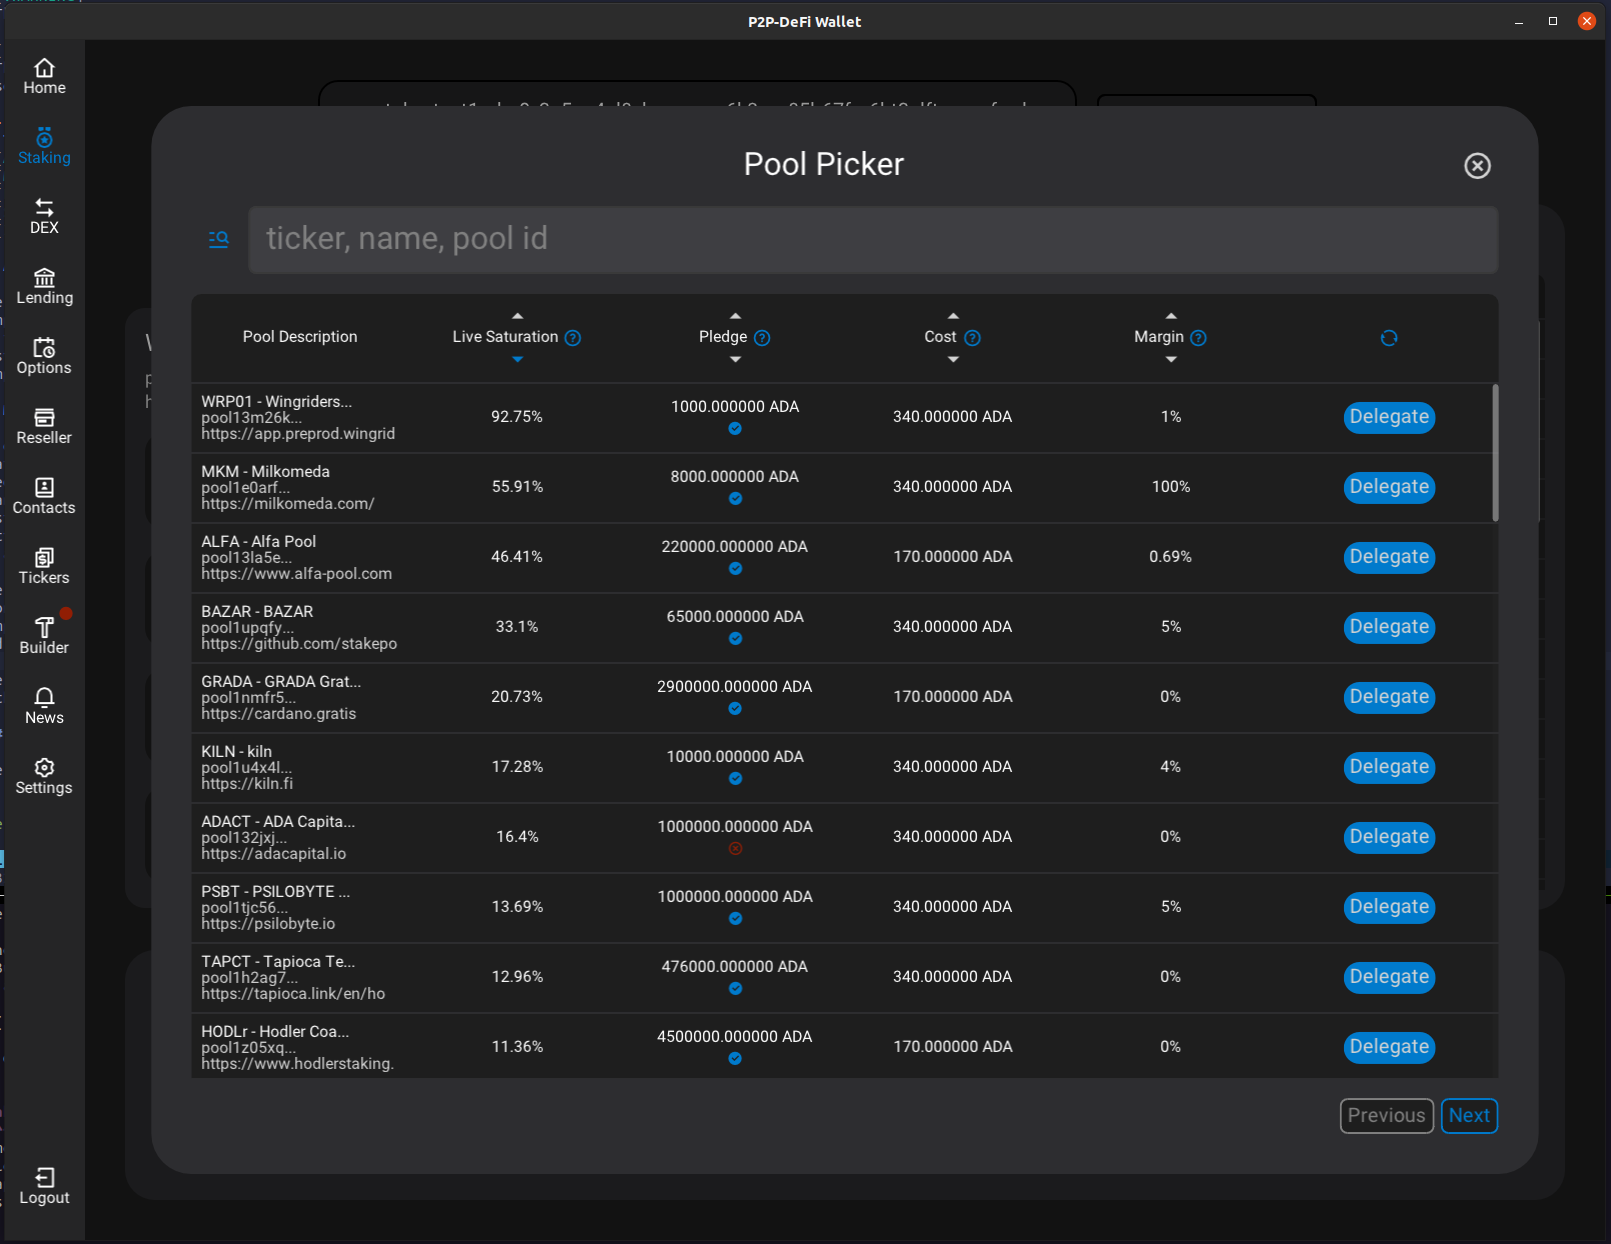 P2P-DeFi Wallet
Home
Staking
DEX
Lending
Options
Reseller
Contacts
Tickers
Builder
News
Settings
Logout
Pool Picker
ticker, name, pool id
Pool Description
Live Saturation
Pledge
Cost
Margin
WRP01 - Wingriders...
pool13m26k...
https://app.preprod.wingrid
92.75%
1000.000000 ADA
340.000000 ADA
1%
Delegate
MKM - Milkomeda
pool1e0arf...
https://milkomeda.com/
55.91%
8000.000000 ADA
340.000000 ADA
100%
Delegate
ALFA - Alfa Pool
pool13la5e...
https://www.alfa-pool.com
46.41%
220000.000000 ADA
170.000000 ADA
0.69%
Delegate
BAZAR - BAZAR
pool1upqfy...
https://github.com/stakepo
33.1%
65000.000000 ADA
340.000000 ADA
5%
Delegate
GRADA - GRADA Grat...
pool1nmfr5...
https://cardano.gratis
20.73%
2900000.000000 ADA
170.000000 ADA
0%
Delegate
KILN - kiln
pool1u4x4l...
https://kiln.fi
17.28%
10000.000000 ADA
340.000000 ADA
4%
Delegate
ADACT - ADA Capita...
pool132jxj...
https://adacapital.io
16.4%
1000000.000000 ADA
340.000000 ADA
0%
Delegate
PSBT - PSILOBYTE ...
pool1tjc56...
https://psilobyte.io
13.69%
1000000.000000 ADA
340.000000 ADA
5%
Delegate
TAPCT - Tapioca Te...
pool1h2ag7...
https://tapioca.link/en/ho
12.96%
476000.000000 ADA
340.000000 ADA
0%
Delegate
HODLr - Hodler Coa...
pool1z05xq...
https://www.hodlerstaking.
11.36%
4500000.000000 ADA
170.000000 ADA
0%
Delegate
Previous
Next